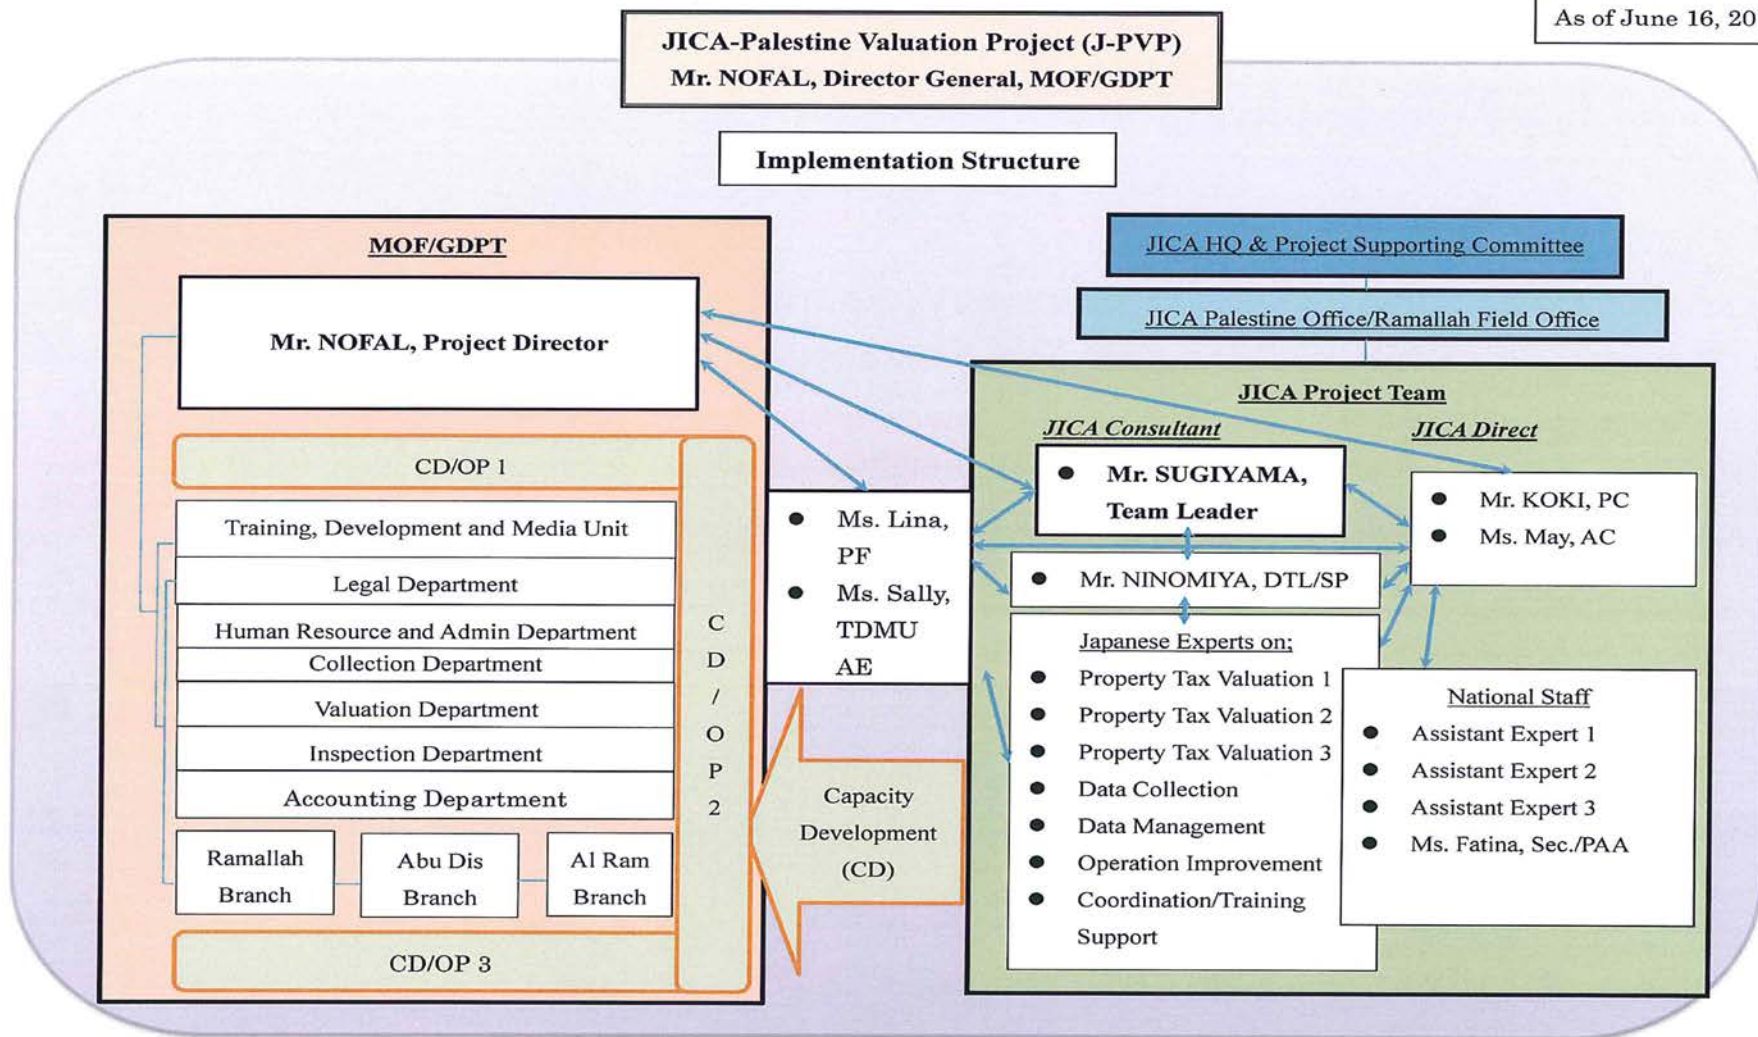 As of June 16, 20
JICA-Palestine Valuation Project (J-PVP)
Mr. NOFAL, Director General, MOF/GDPT
Implementation Structure
MOF/GDPT
Mr. NOFAL, Project Director
CD/OP 1
Training, Development and Media Unit
Legal Department
Human Resource and Admin Department
Collection Department
Valuation Department
Inspection Department
Accounting Department
Ramallah
Branch
Abu Dis
Branch
Al Ram
Branch
CD/OP 3
C
D
/
O
P
2
● Ms. Lina,
PF
● Ms. Sally,
TDMU
AE
Capacity
Development
(CD)
JICA HQ & Project Supporting Committee
JICA Palestine Office/Ramallah Field Office
JICA Project Team
JICA Consultant
● Mr. SUGIYAMA,
Team Leader
● Mr. NINOMIYA, DTL/SP
Japanese Experts on;
● Property Tax Valuation 1
● Property Tax Valuation 2
● Property Tax Valuation 3
● Data Collection
● Data Management
● Operation Improvement
● Coordination/Training
Support
JICA Direct
● Mr. KOKI, PC
● Ms. May, AC
National Staff
● Assistant Expert 1
● Assistant Expert 2
● Assistant Expert 3
● Ms. Fatina, Sec./PAA